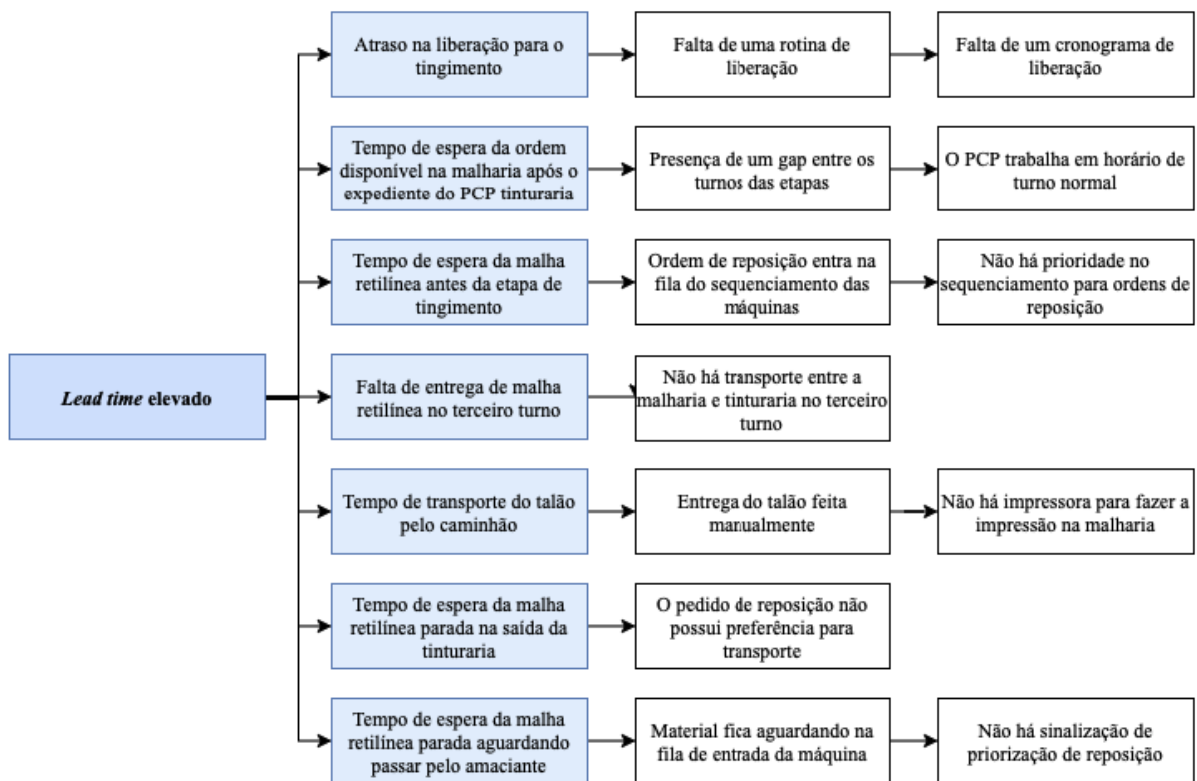 Atraso na liberação para o
tingimento
Falta de uma rotina de
liberação
Falta de um cronograma de
liberação
Tempo de espera da ordem
disponível na malharia após o
expediente do PCP tinturaria
Presença de um gap entre os
turnos das etapas
O PCP trabalha em horário de
turno normal
Tempo de espera da malha
retilínea antes da etapa de
tingimento
Ordem de reposição entra na
fila do sequenciamento das
máquinas
Não há prioridade no
sequenciamento para ordens de
reposição
Lead time elevado
Falta de entrega de malha
retilínea no terceiro turno
Não há transporte entre a
malharia e tinturaria no terceiro
turno
Tempo de transporte do talão
pelo caminhão
Entrega do talão feita
manualmente
Não há impressora para fazer a
impressão na malharia
Tempo de espera da malha
retilínea parada na saída da
tinturaria
O pedido de reposição não
possui preferência para
transporte
Tempo de espera da malha
retilínea parada aguardando
passar pelo amaciante
Material fica aguardando na
fila de entrada da máquina
Não há sinalização de
priorização de reposição